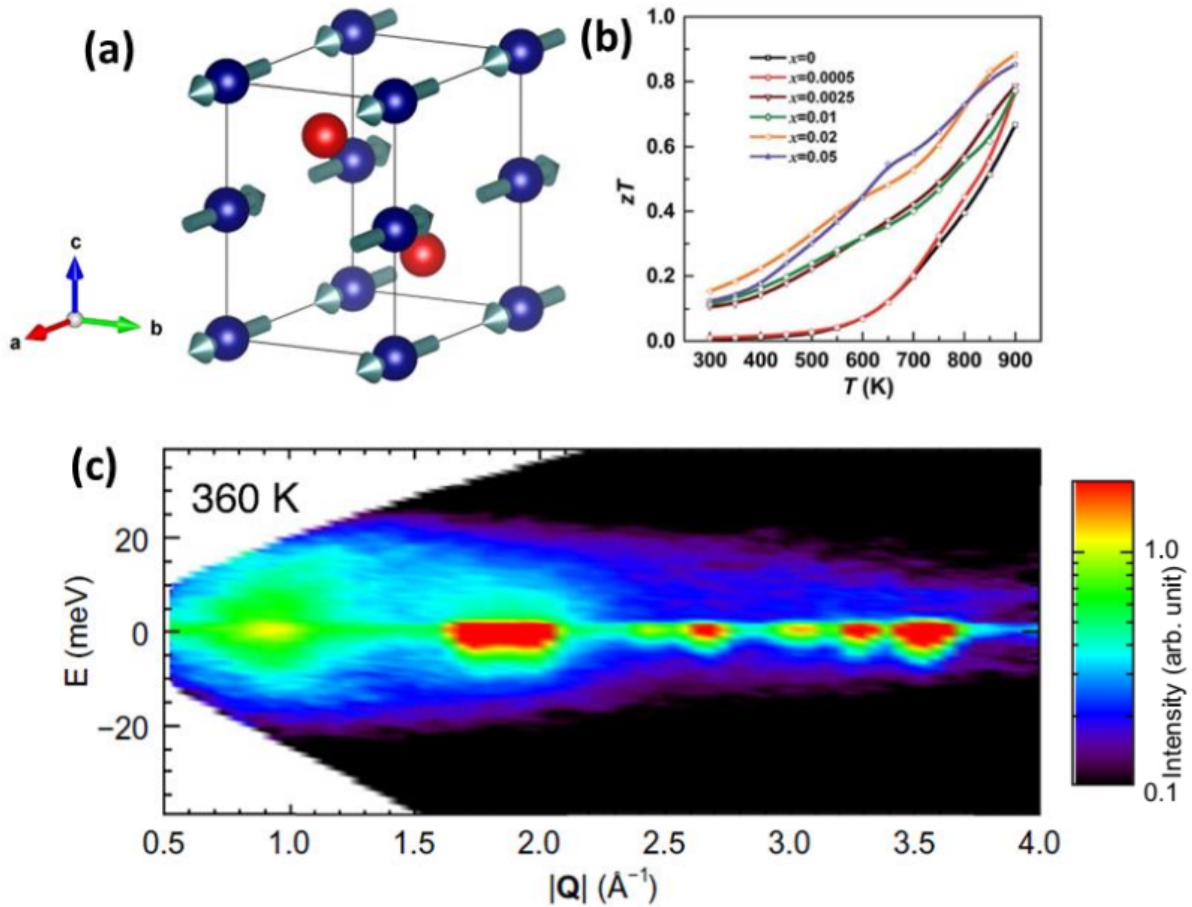 (a)
c
a
b
(b)
1.0
0.8
0.6
0.4
0.2
0.0
zT
x=0
x=0.0005
x=0.0025
x=0.01
x=0.02
x=0.05
300 400 500 600 700 800 900
T (K)
(c)
360 K
20
0
−20
E (meV)
0.5 1.0 1.5 2.0 2.5 3.0 3.5 4.0
|Q| (Å⁻¹)
1.0
0.1
Intensity (arb. unit)